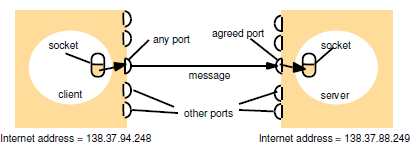 socket
any port
agreed port
socket
message
client
other ports
server
Internet address = 138.37.94.248
Internet address = 138.37.88.249